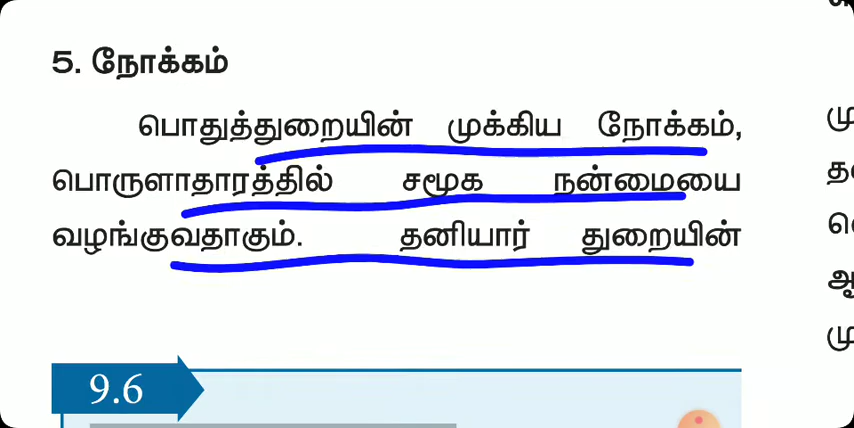 5. நோக்கம்
பொதுத்துறையின் முக்கிய நோக்கம்,
பொருளாதாரத்தில் சமூக நன்மையை
வழங்குவதாகும். தனியார் துறையின்
9.6